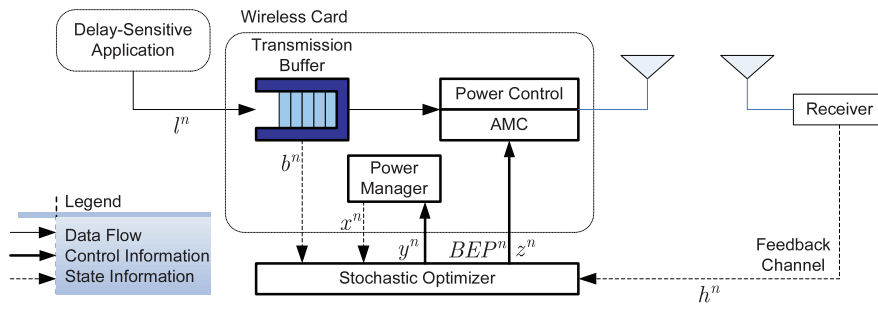 Wireless Card
Delay-Sensitive
Application
Transmission
Buffer
Power Control
AMC
Receiver
l^n
b^n
Power
Manager
x^n
y^n
BEP^n z^n
Legend
Data Flow
Control Information
State Information
Stochastic Optimizer
Feedback
Channel
h^n